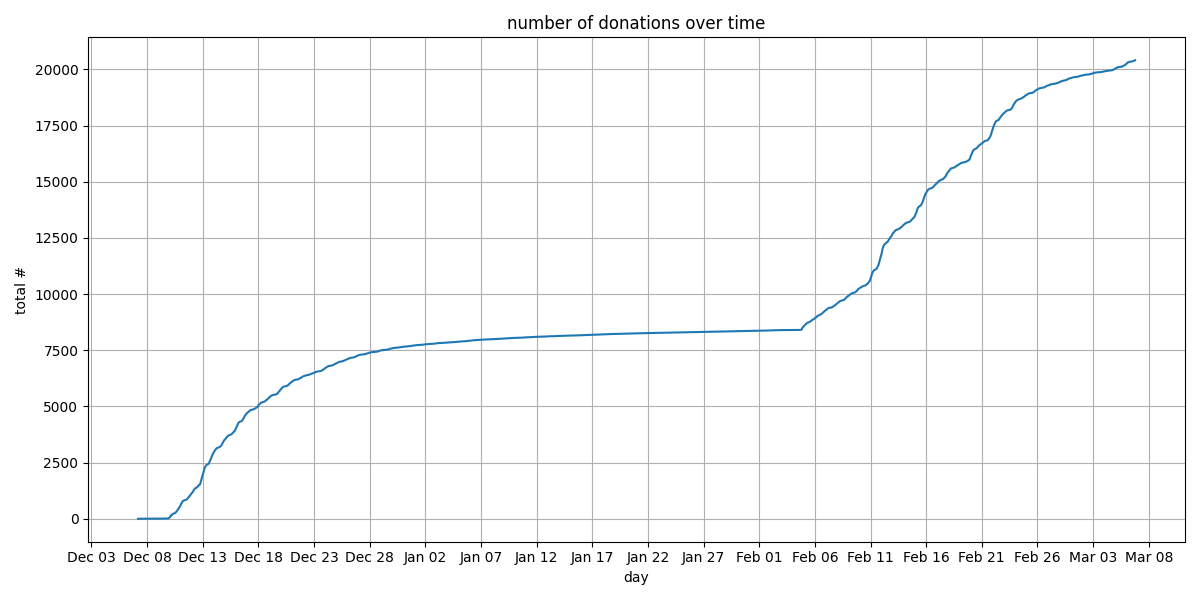 number of donations over time
total #
20000
17500
15000
12500
10000
7500
5000
2500
0
Dec 03 Dec 08 Dec 13 Dec 18 Dec 23 Dec 28 Jan 02 Jan 07 Jan 12 Jan 17 Jan 22 Jan 27 Feb 01 Feb 06 Feb 11 Feb 16 Feb 21 Feb 26 Mar 03 Mar 08
day